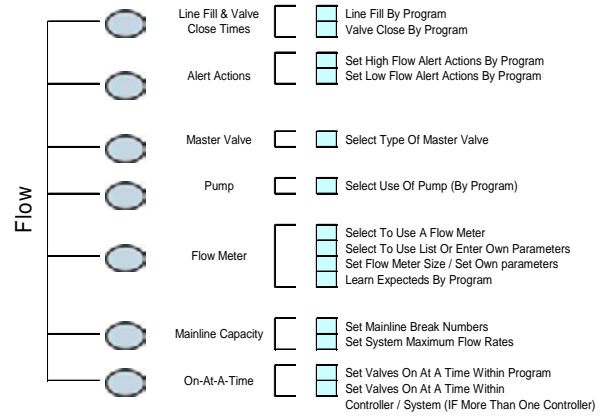 Flow
Line Fill & Valve
Close Times
Line Fill By Program
Valve Close By Program
Alert Actions
Set High Flow Alert Actions By Program
Set Low Flow Alert Actions By Program
Master Valve
Select Type Of Master Valve
Pump
Select Use Of Pump (By Program)
Flow Meter
Select To Use A Flow Meter
Select To Use List Or Enter Own Parameters
Set Flow Meter Size / Set Own parameters
Learn Expecteds By Program
Mainline Capacity
Set Mainline Break Numbers
Set System Maximum Flow Rates
On-At-A-Time
Set Valves On At A Time Within Program
Set Valves On At A Time Within
Controller / System (IF More Than One Controller)